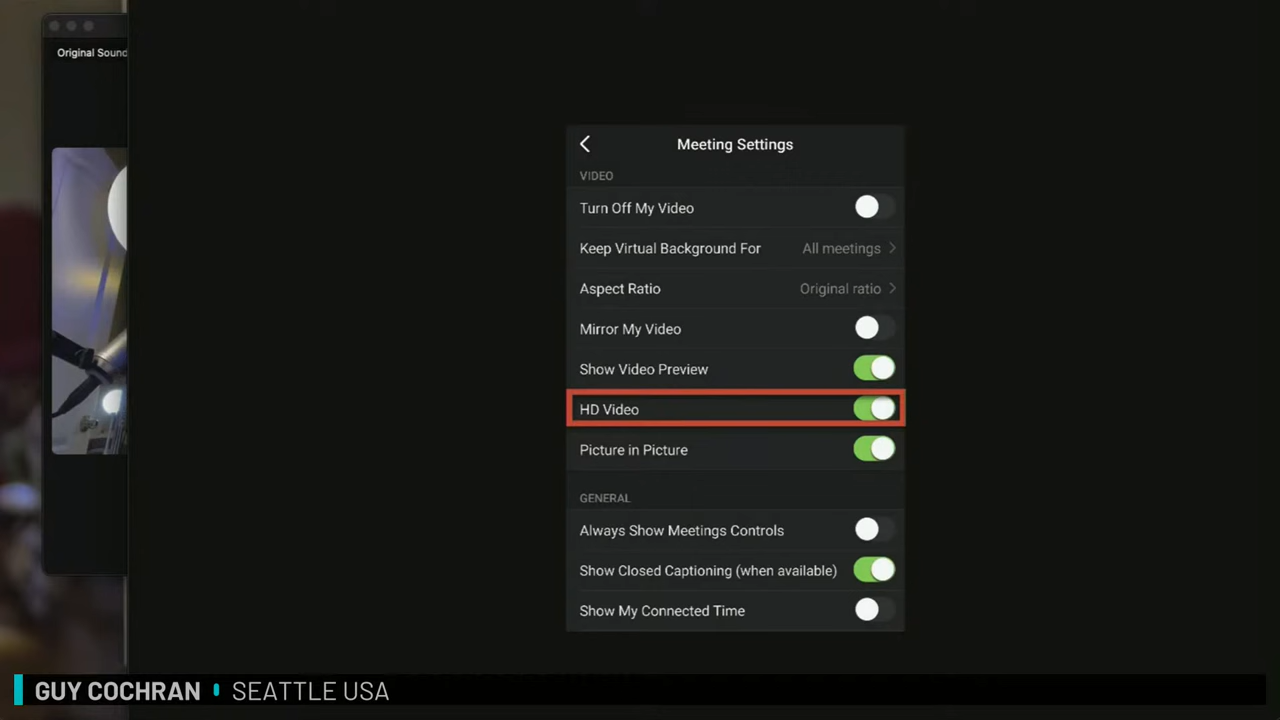 Original Sound
Meeting Settings
VIDEO
Turn Off My Video
Keep Virtual Background For All meetings
Aspect Ratio Original ratio
Mirror My Video
Show Video Preview
HD Video
Picture in Picture
GENERAL
Always Show Meetings Controls
Show Closed Captioning (when available)
Show My Connected Time
GUY COCHRAN SEATTLE USA